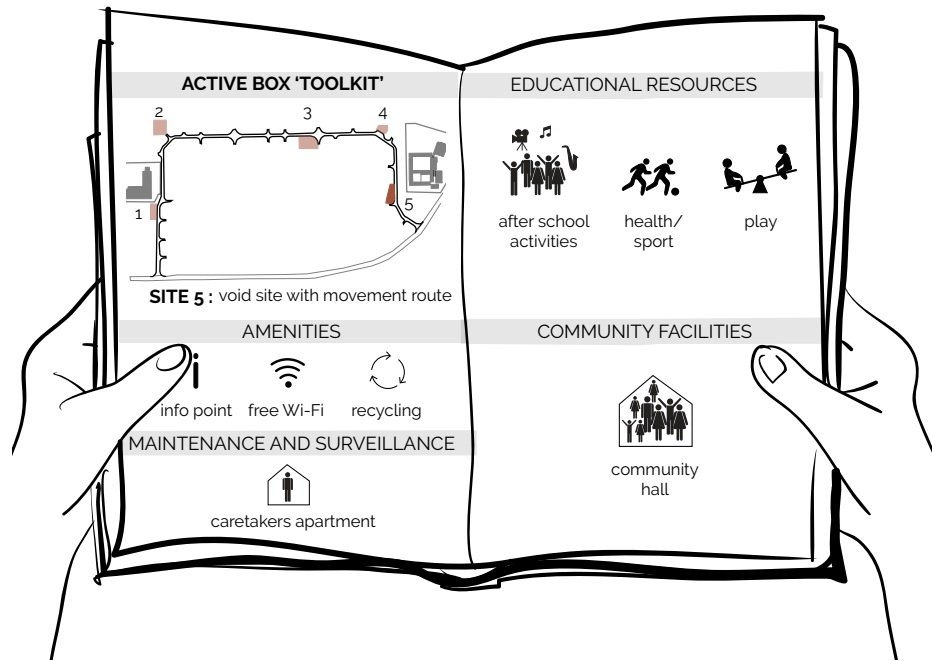 ACTIVE BOX ‘TOOLKIT’
2
3
4
1
5
SITE 5 : void site with movement route
AMENITIES
i
info point
free Wi-Fi
recycling
MAINTENANCE AND SURVEILLANCE
caretakers apartment
EDUCATIONAL RESOURCES
after school
activities
health/
sport
play
COMMUNITY FACILITIES
community
hall